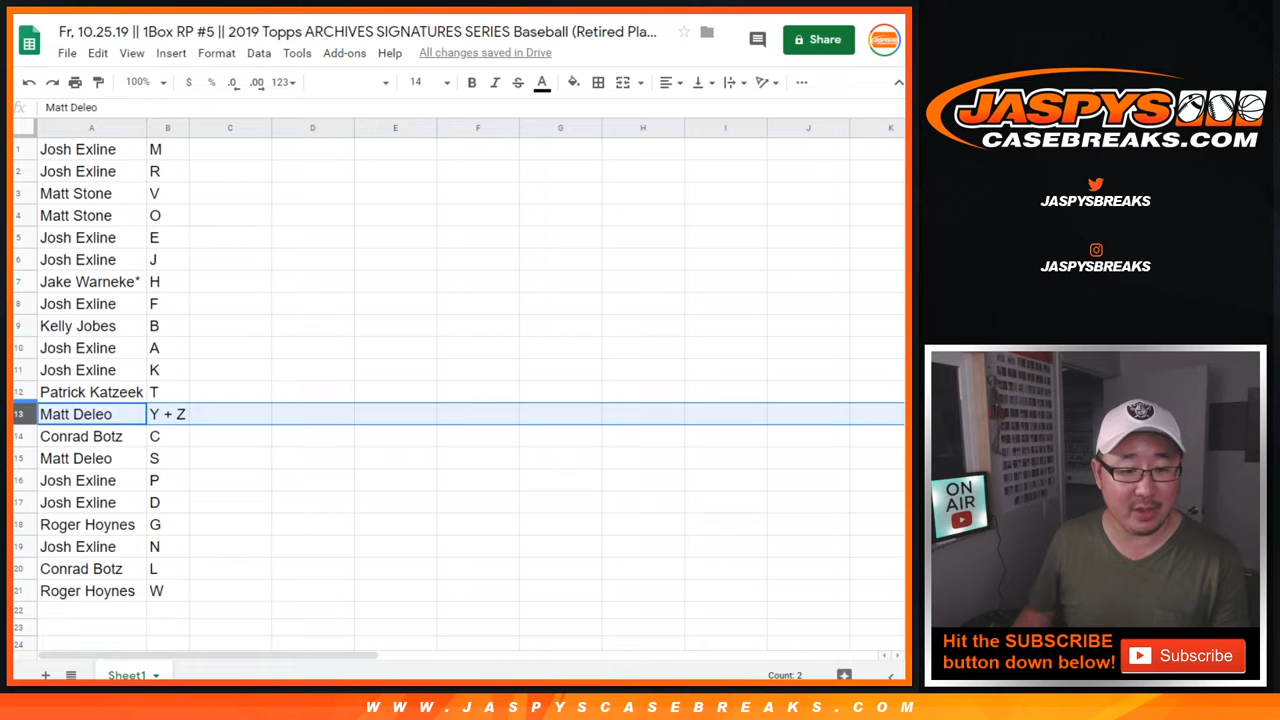 Fr, 10.25.19 || 1Box RP #5 || 2019 Topps ARCHIVES SIGNATURES SERIES Baseball (Retired Pla...
File Edit View Insert Format Data Tools Add-ons Help All changes saved in Drive
Share
100% $ % .0 .00 123 14 B I S A
fx Matt Deleo
A B C D E F G H I J K
1 Josh Exline M
2 Josh Exline R
3 Matt Stone V
4 Matt Stone O
5 Josh Exline E
6 Josh Exline J
7 Jake Warneke* H
8 Josh Exline F
9 Kelly Jobes B
10 Josh Exline A
11 Josh Exline K
12 Patrick Katzeek T
13 Matt Deleo Y + Z
14 Conrad Botz C
15 Matt Deleo S
16 Josh Exline P
17 Josh Exline D
18 Roger Hoynes G
19 Josh Exline N
20 Conrad Botz L
21 Roger Hoynes W
22
23
24
Sheet1 Count: 2
JASPYS
CASEBREAKS.COM
JASPYSBREAKS
JASPYSBREAKS
ON
AIR
Hit the SUBSCRIBE
button down below!
Subscribe
WWW.JASPYSCASEBREAKS.COM